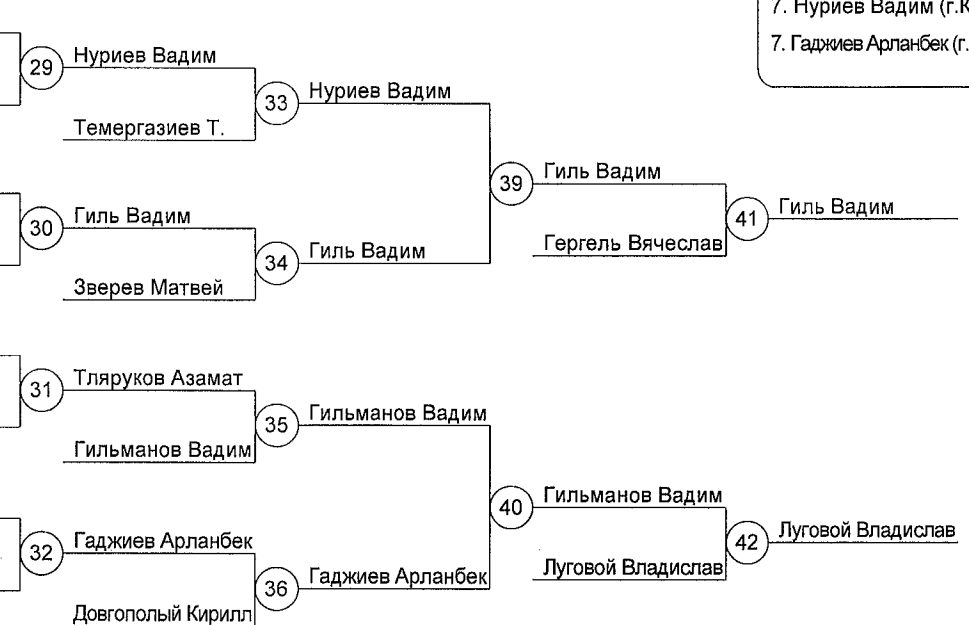 7. Нуриев Вадим (г.К
7. Гаджиев Арланбек (г.
29
Нуриев Вадим
33
Нуриев Вадим
Темергазиев Т.
39
Гиль Вадим
30
Гиль Вадим
41
Гиль Вадим
34
Гиль Вадим
Гергель Вячеслав
Зверев Матвей
31
Тляруков Азамат
35
Гильманов Вадим
Гильманов Вадим
40
Гильманов Вадим
32
Гаджиев Арланбек
42
Луговой Владислав
36
Гаджиев Арланбек
Луговой Владислав
Довгополый Кирилл